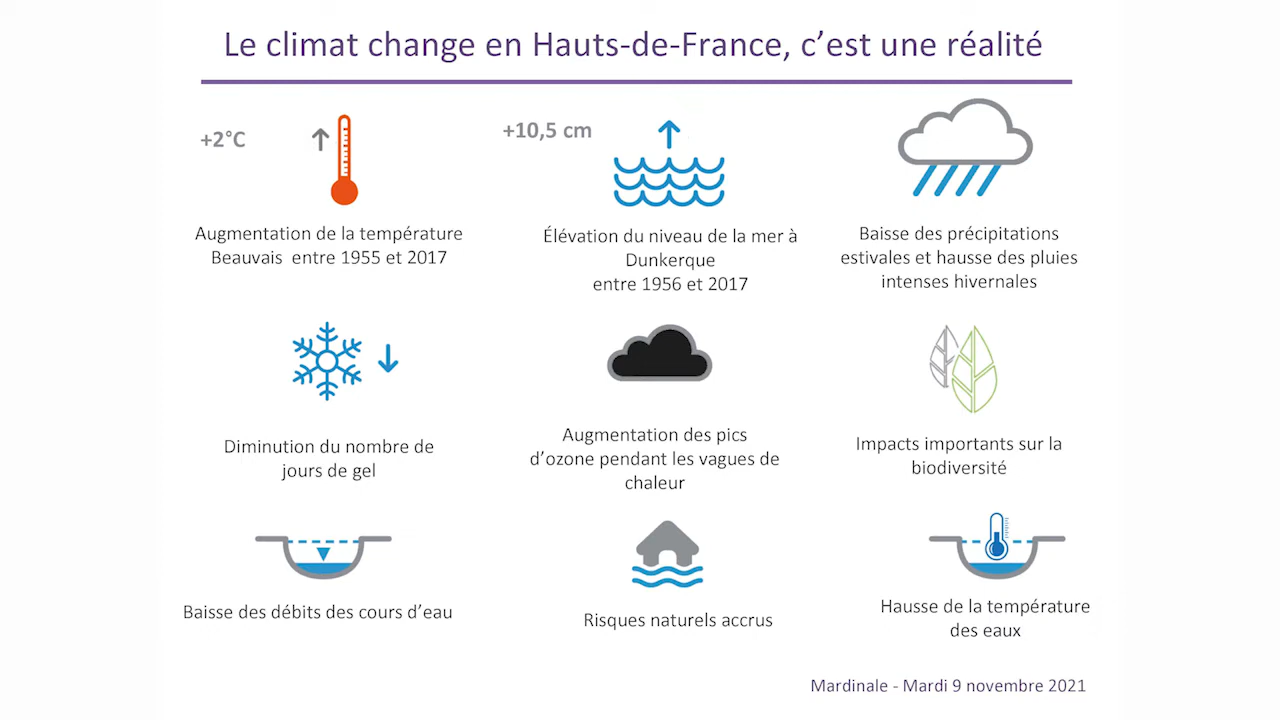 Le climat change en Hauts-de-France, c’est une réalité
+2°C
Augmentation de la température
Beauvais entre 1955 et 2017
+10,5 cm
Élévation du niveau de la mer à
Dunkerque
entre 1956 et 2017
Baisse des précipitations
estivales et hausse des pluies
intenses hivernales
Diminution du nombre de
jours de gel
Augmentation des pics
d’ozone pendant les vagues de
chaleur
Impacts importants sur la
biodiversité
Baisse des débits des cours d’eau
Risques naturels accrus
Hausse de la température
des eaux
Mardinale - Mardi 9 novembre 2021